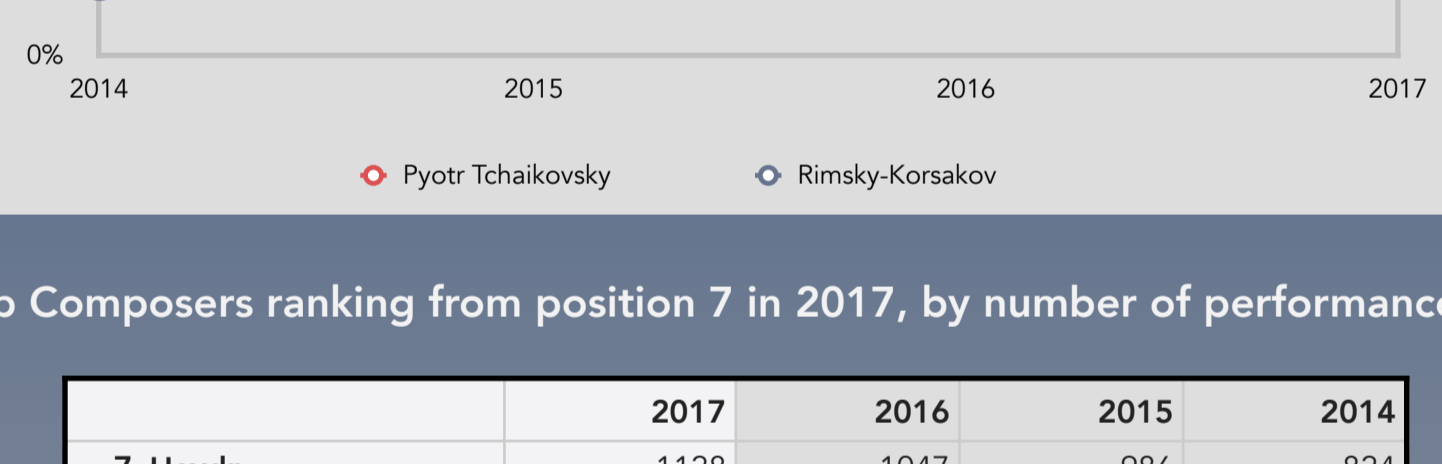 0%
2014 2015 2016 2017
Pyotr Tchaikovsky Rimsky-Korsakov
Composers ranking from position 7 in 2017, by number of
2017 2016 2015 2014